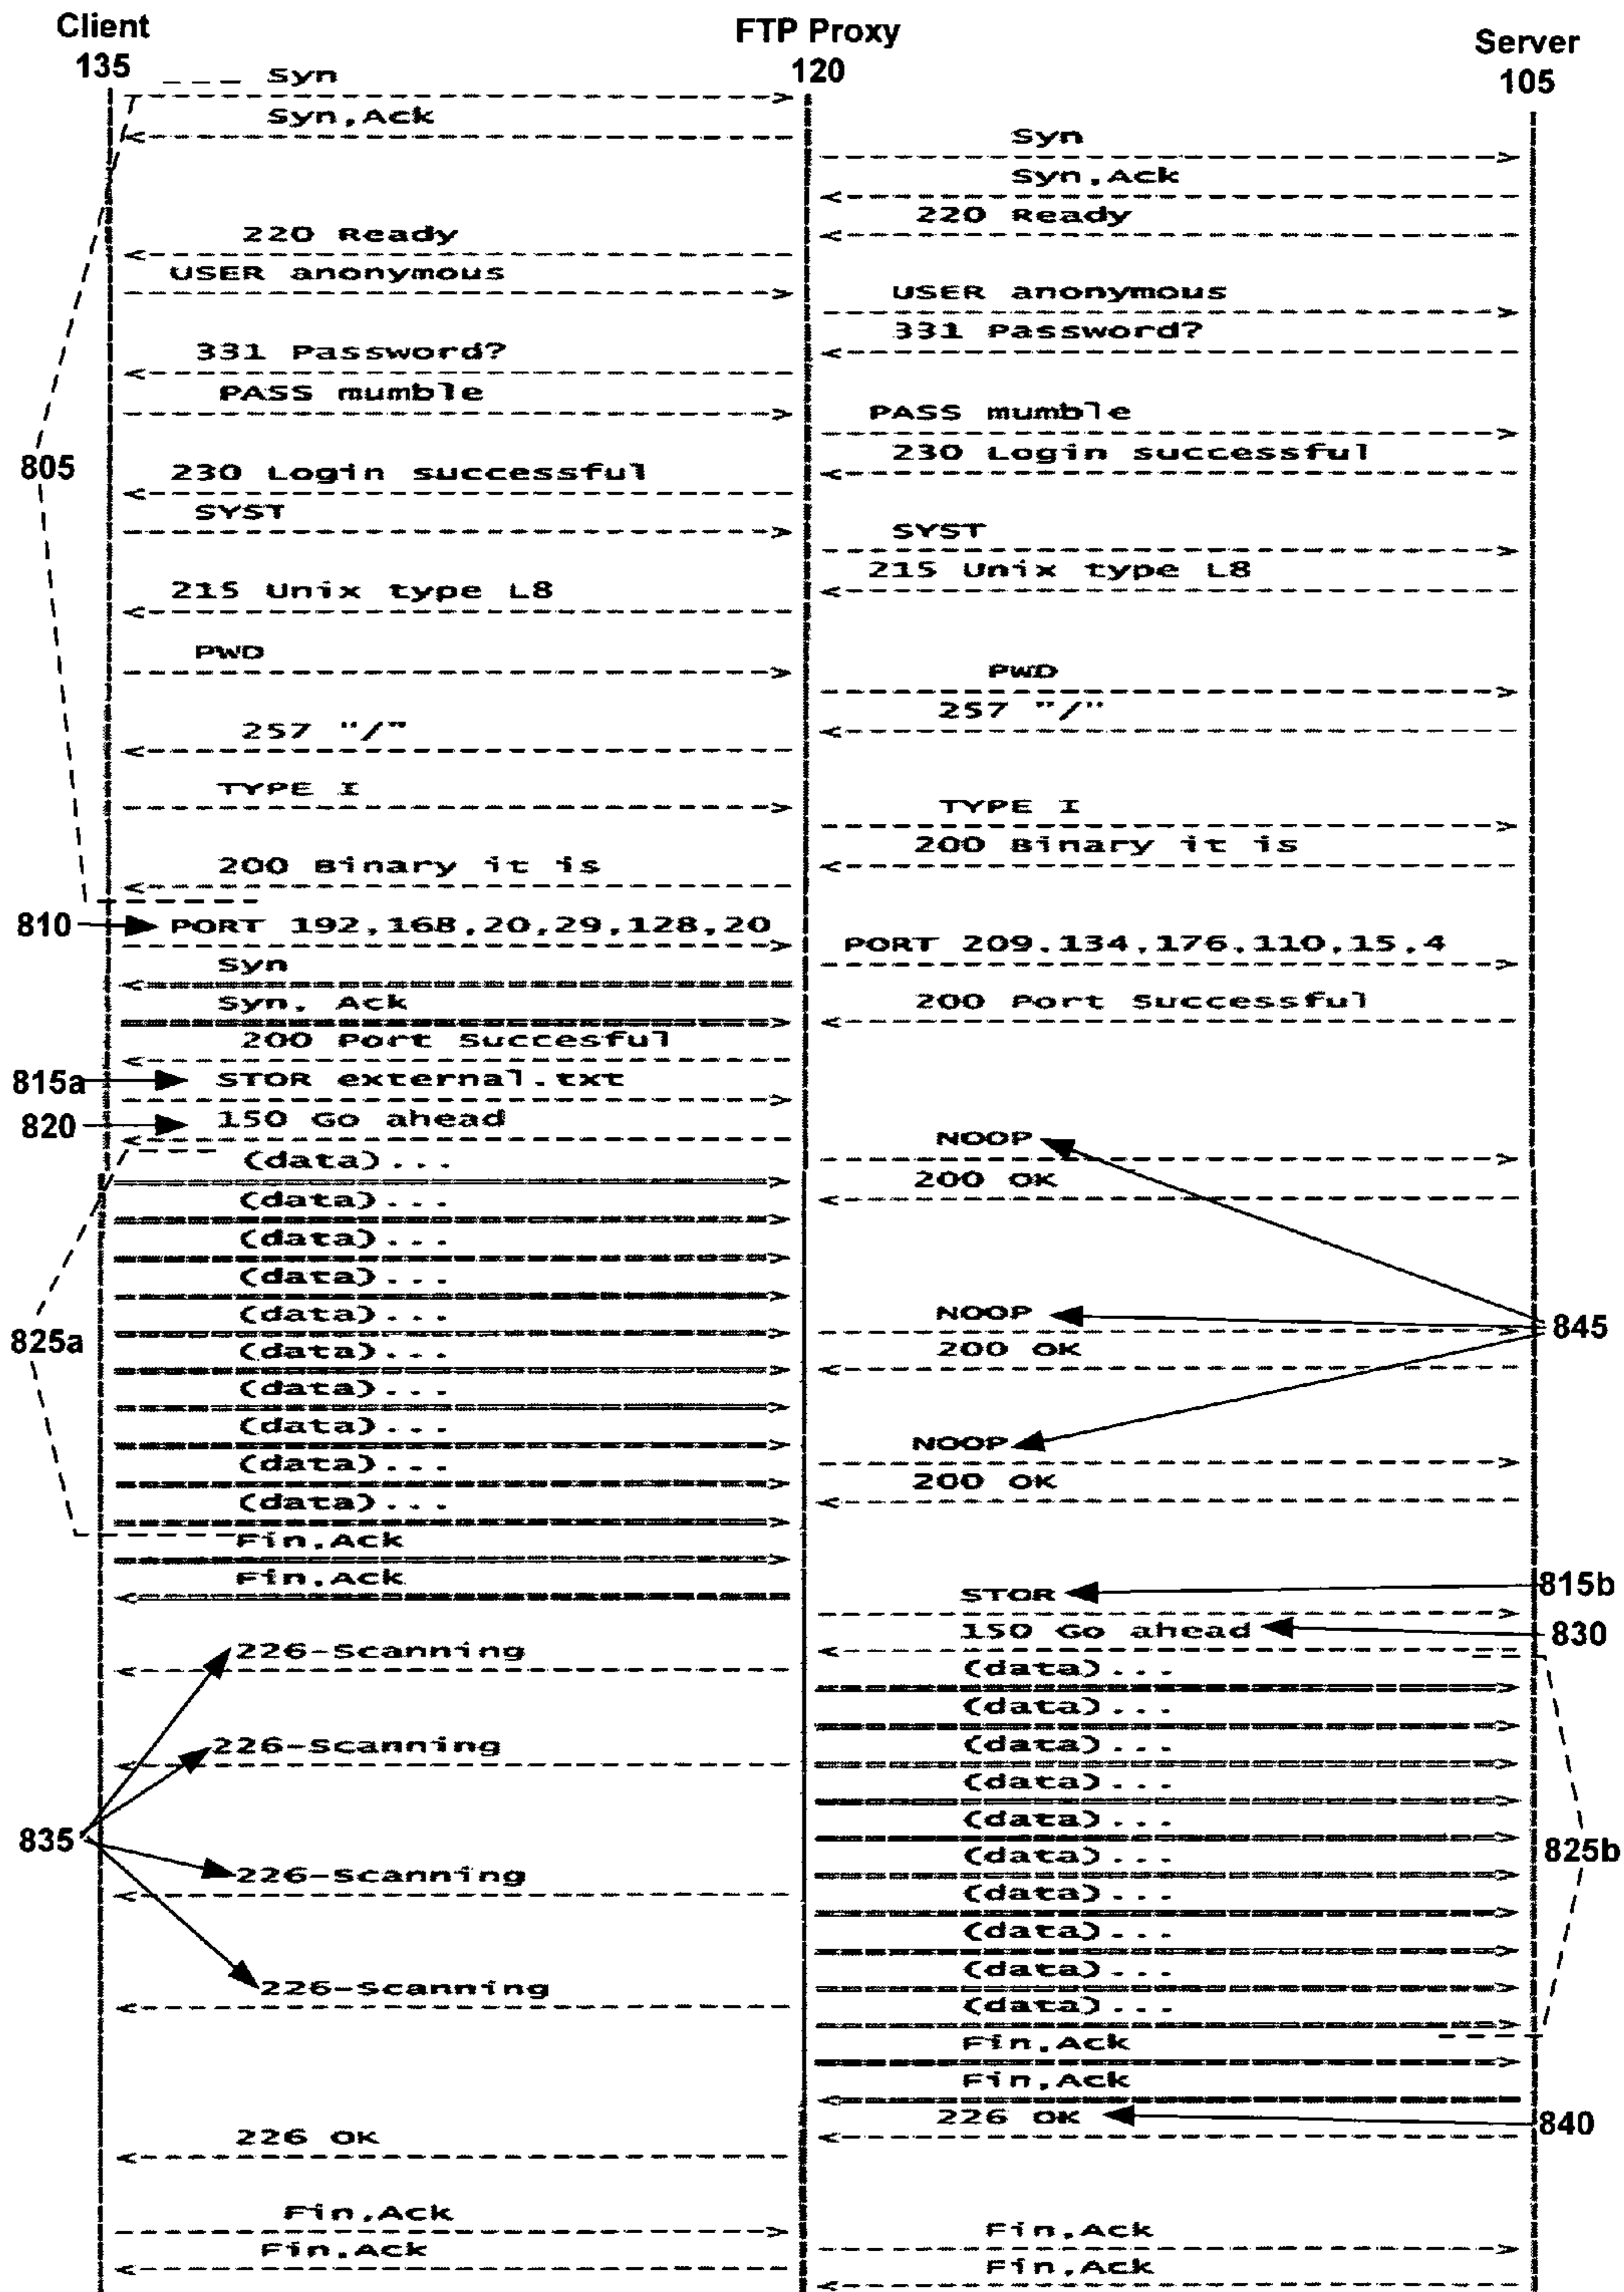 Client
135
FTP Proxy
120
Server
105
Syn
Syn,Ack
Syn
Syn,Ack
220 Ready
220 Ready
USER anonymous
USER anonymous
331 Password?
331 Password?
PASS mumble
PASS mumble
230 Login successful
805
230 Login successful
SYST
SYST
215 Unix type L8
215 Unix type L8
PWD
PWD
257 "/"
257 "/"
TYPE I
TYPE I
200 Binary it is
200 Binary it is
810
PORT 192,168,20,29,128,20
PORT 209,134,176,110,15,4
Syn
Syn, Ack
200 Port Successful
200 Port Succesful
815a
STOR external.txt
820
150 Go ahead
NOOP
(data)...
200 OK
(data)...
(data)...
(data)...
(data)...
NOOP
845
825a
(data)...
200 OK
(data)...
(data)...
NOOP
(data)...
200 OK
(data)...
Fin,Ack
Fin,Ack
STOR
815b
150 Go ahead
830
226-Scanning
(data)...
(data)...
226-Scanning
(data)...
(data)...
(data)...
835
(data)...
825b
226-Scanning
(data)...
(data)...
(data)...
226-Scanning
(data)...
Fin,Ack
Fin,Ack
226 OK
840
226 OK
Fin,Ack
Fin,Ack
Fin,Ack
Fin,Ack